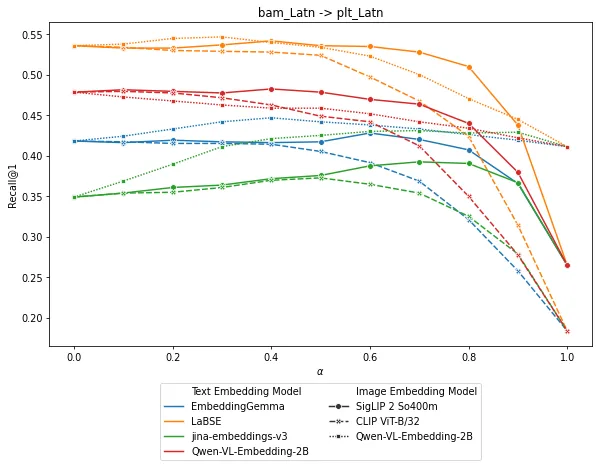 bam_Latn -> plt_Latn
Recall@1
0.55
0.50
0.45
0.40
0.35
0.30
0.25
0.20
0.0 0.2 0.4 0.6 0.8 1.0
α
Text Embedding Model Image Embedding Model
EmbeddingGemma SigLIP 2 So400m
LaBSE CLIP ViT-B/32
jina-embeddings-v3 Qwen-VL-Embedding-2B
Qwen-VL-Embedding-2B